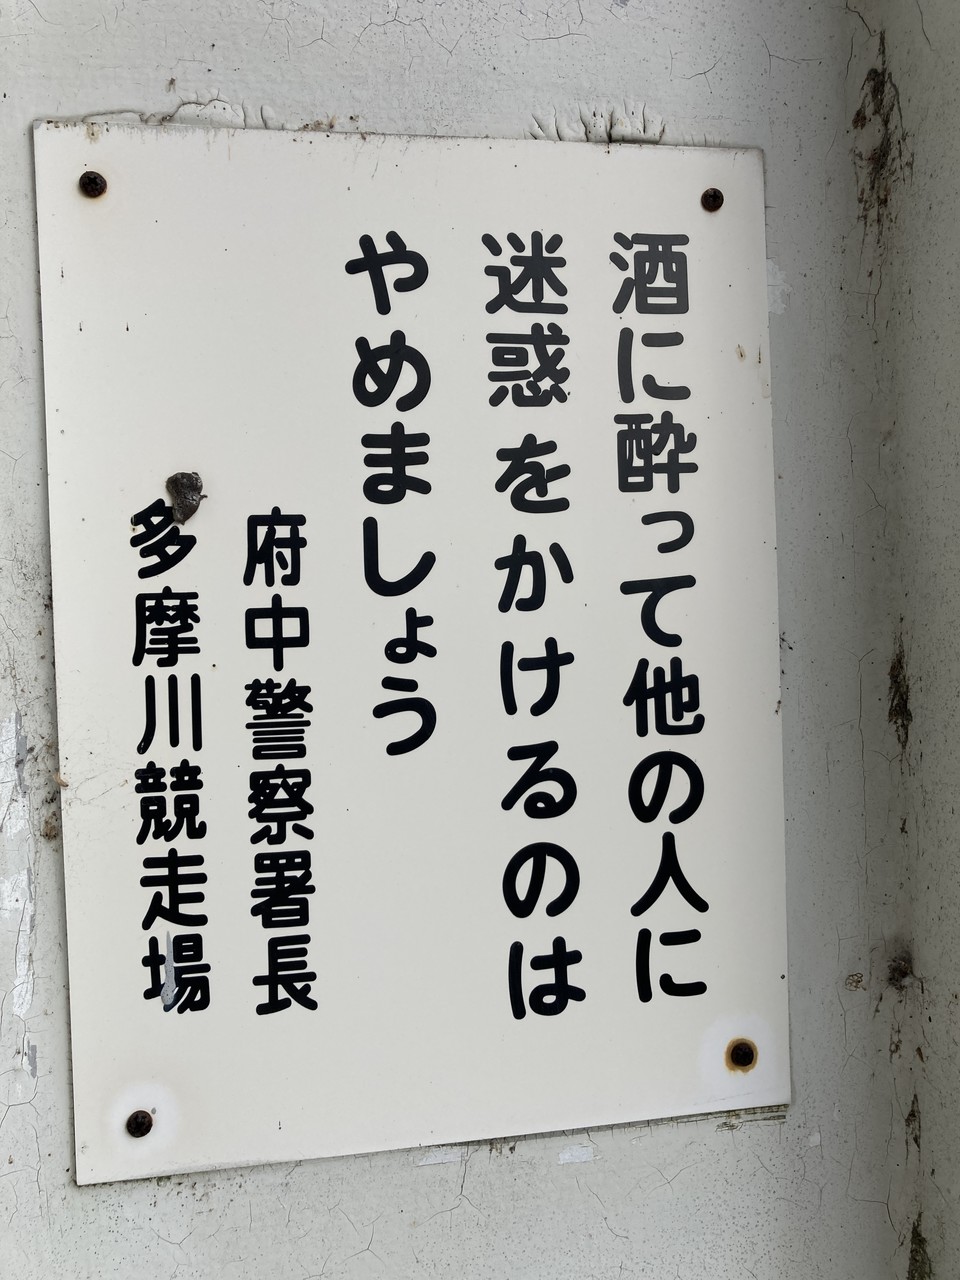 酒に酔って他の人に
迷惑をかけるのは
やめましょう
府中警察署長
多摩川競走場